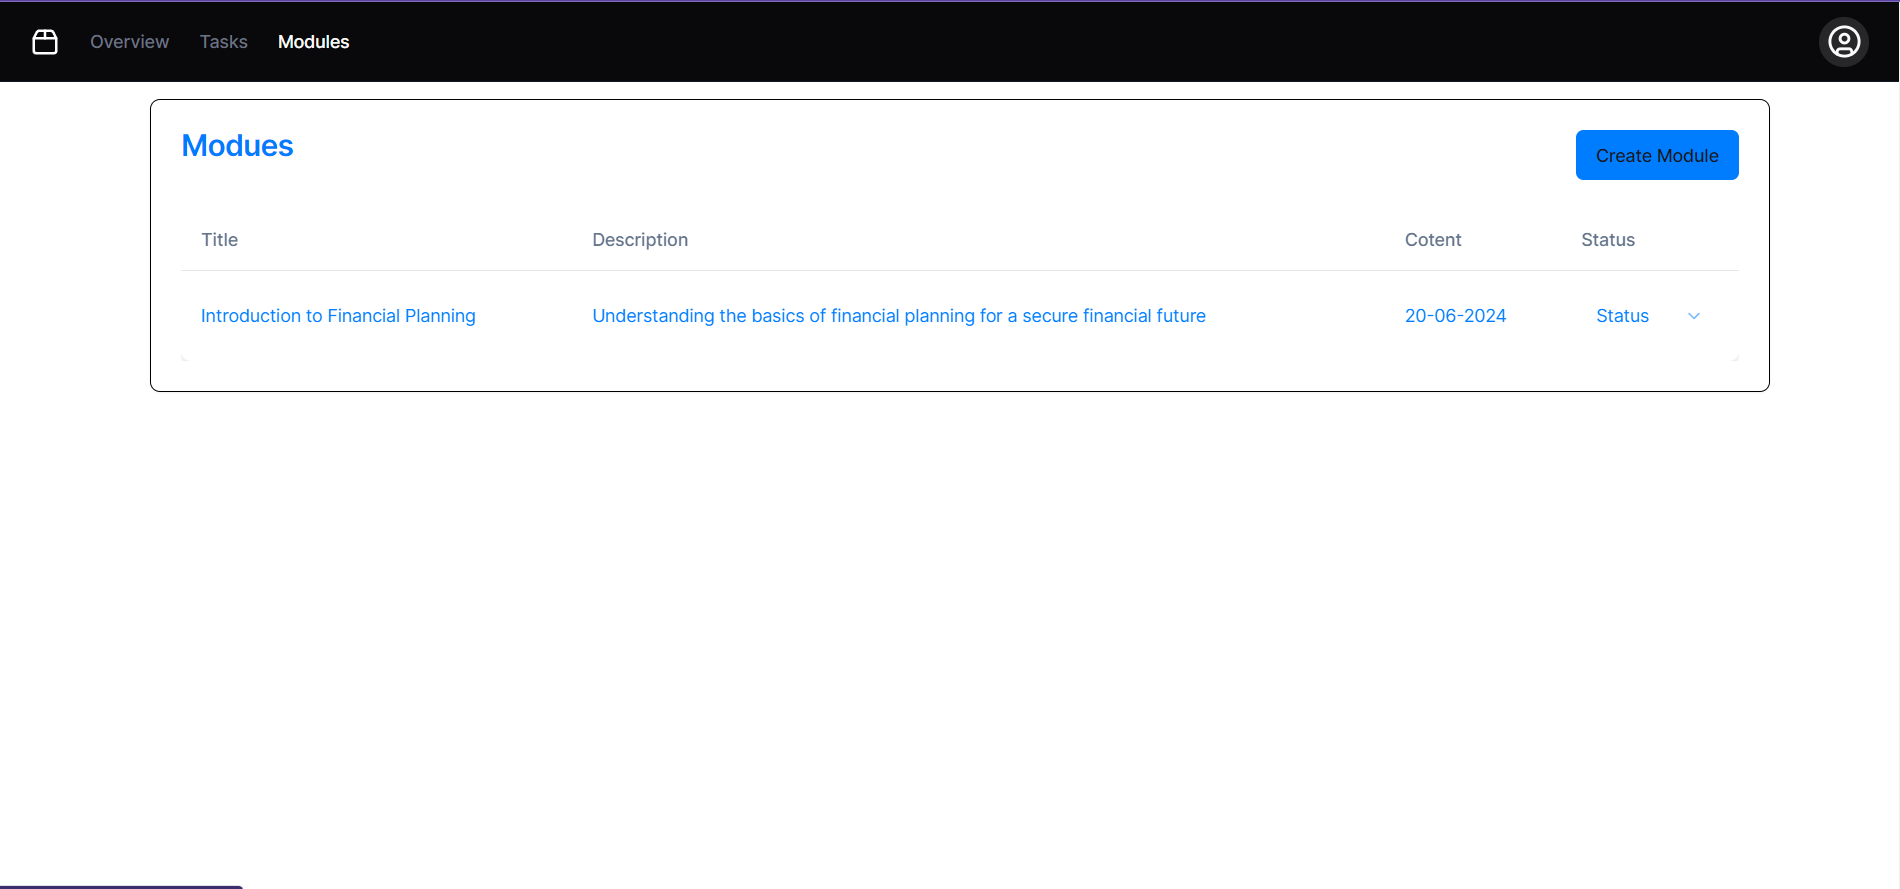 Overview Tasks Modules
Modues
Create Module
Title Description Cotent Status
Introduction to Financial Planning Understanding the basics of financial planning for a secure financial future 20-06-2024 Status